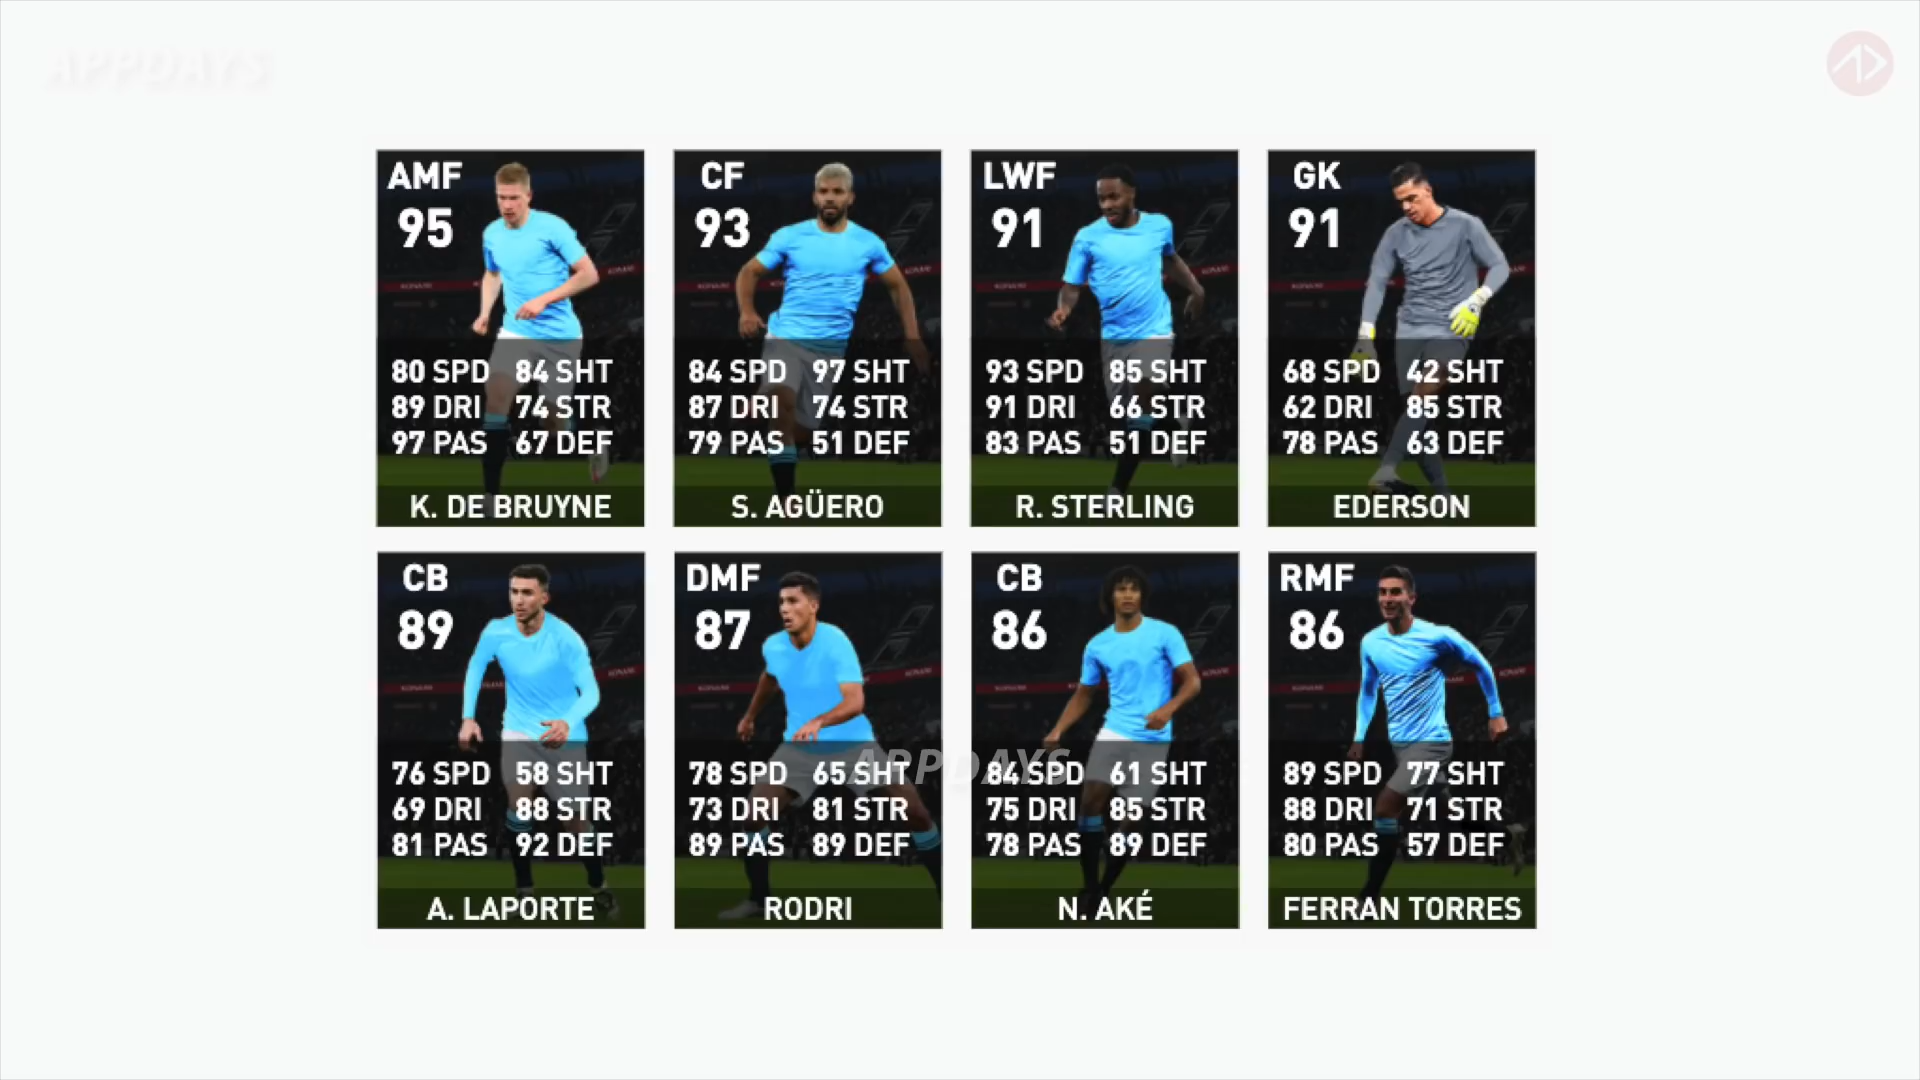 APPDAYS
AMF
95
80 SPD 84 SHT
89 DRI 74 STR
97 PAS 67 DEF
K. DE BRUYNE
CF
93
84 SPD 97 SHT
87 DRI 74 STR
79 PAS 51 DEF
S. AGÜERO
LWF
91
93 SPD 85 SHT
91 DRI 66 STR
83 PAS 51 DEF
R. STERLING
GK
91
68 SPD 42 SHT
62 DRI 85 STR
78 PAS 63 DEF
EDERSON
CB
89
76 SPD 58 SHT
69 DRI 88 STR
81 PAS 92 DEF
A. LAPORTE
DMF
87
78 SPD 65 SHT
73 DRI 81 STR
89 PAS 89 DEF
RODRI
CB
86
84 SPD 61 SHT
75 DRI 85 STR
78 PAS 89 DEF
N. AKÉ
RMF
86
89 SPD 77 SHT
88 DRI 71 STR
80 PAS 57 DEF
FERRAN TORRES
APPDAYS